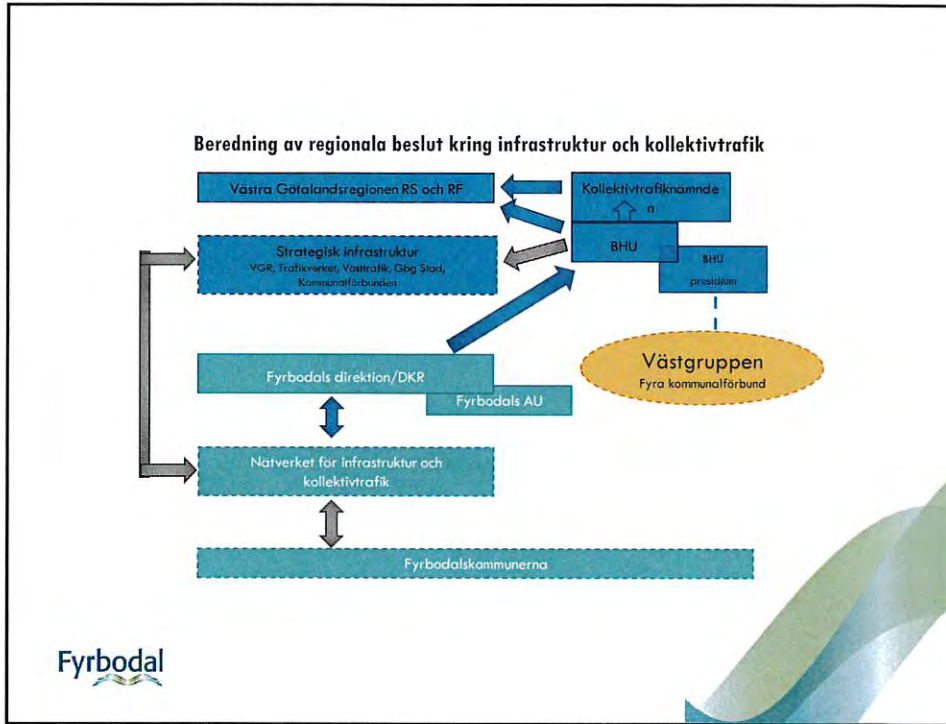 Beredning av regionala beslut kring infrastruktur och kollektivtrafik
Västra Götalandsregionen RS och RF
Kollektivtrafiknämnde
n
BHU
Strategisk infrastruktur
VGR, Trafikverket, Västtrafik, Gbg Stad,
Kommunalförbunden
BHU
presidium
Västgruppen
Fyra kommunalförbund
Fyrbodals direktion/DKR
Fyrbodals AU
Nätverket för infrastruktur och
kollektivtrafik
Fyrbodalskommunerna
Fyrbodal